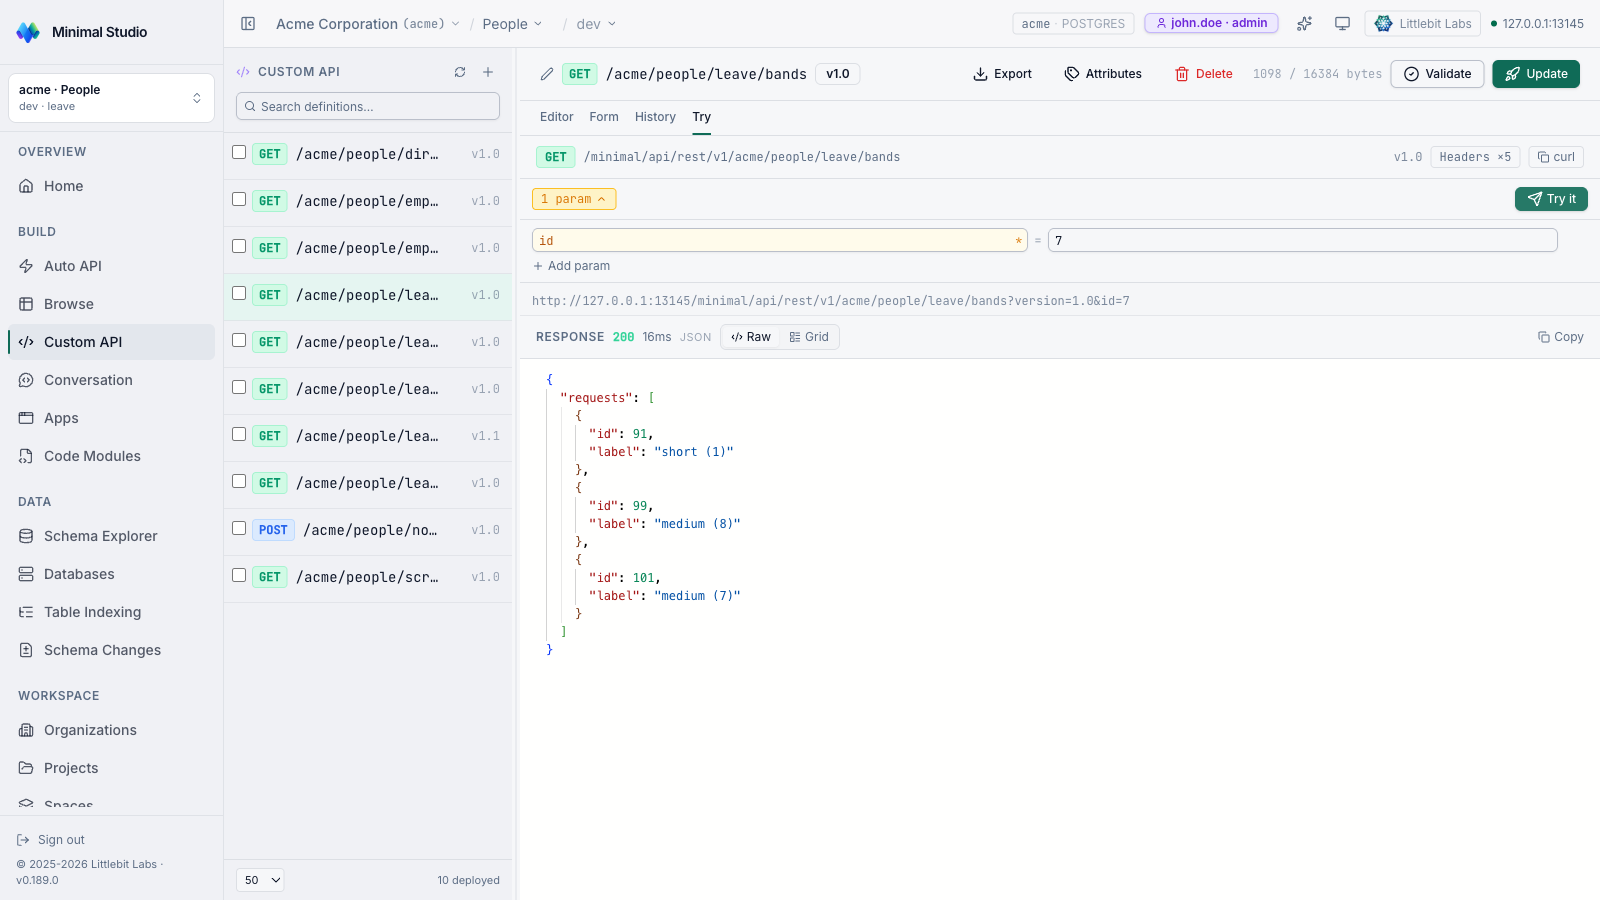 Minimal Studio
acme · People
dev · leave
OVERVIEW
Home
BUILD
Auto API
Browse
Custom API
Conversation
Apps
Code Modules
DATA
Schema Explorer
Databases
Table Indexing
Schema Changes
WORKSPACE
Organizations
Projects
Spaces
Sign out
© 2025-2026 Littlebit Labs ·
v0.189.0
Acme Corporation (acme) / People / dev
acme · POSTGRES
john.doe · admin
Littlebit Labs
127.0.0.1:13145
CUSTOM API
Search definitions...
GET /acme/people/dir... v1.0
GET /acme/people/emp... v1.0
GET /acme/people/emp... v1.0
GET /acme/people/lea... v1.0
GET /acme/people/lea... v1.0
GET /acme/people/lea... v1.0
GET /acme/people/lea... v1.1
GET /acme/people/lea... v1.0
POST /acme/people/no... v1.0
GET /acme/people/scr... v1.0
50
10 deployed
GET /acme/people/leave/bands v1.0
Export Attributes Delete 1098 / 16384 bytes Validate Update
Editor Form History Try
GET /minimal/api/rest/v1/acme/people/leave/bands v1.0 Headers ×5 curl
1 param Try it
id * = 7
+ Add param
http://127.0.0.1:13145/minimal/api/rest/v1/acme/people/leave/bands?version=1.0&id=7
RESPONSE 200 16ms JSON Raw Grid Copy
{
"requests": [
{
"id": 91,
"label": "short (1)"
},
{
"id": 99,
"label": "medium (8)"
},
{
"id": 101,
"label": "medium (7)"
}
]
}